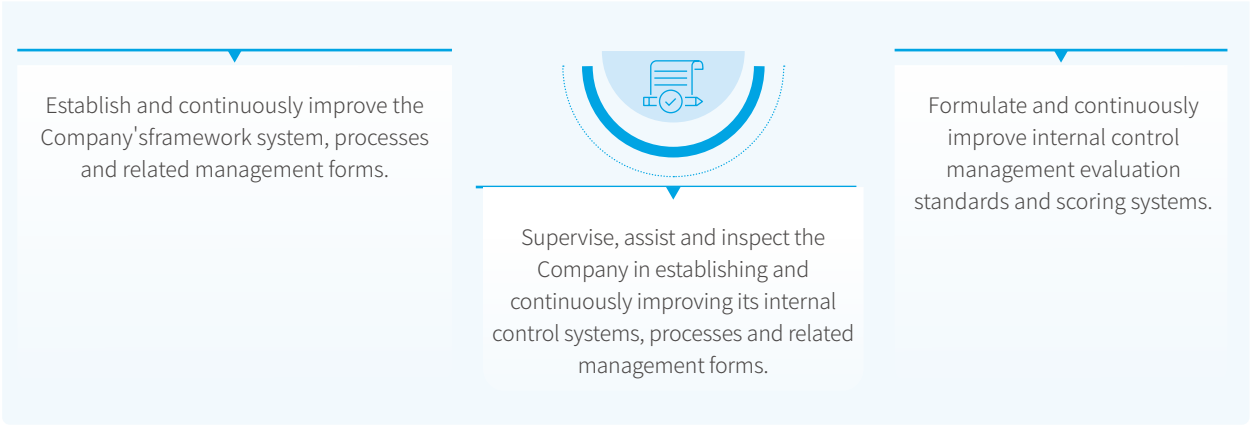 Establish and continuously improve the
Company'sframework system, processes
and related management forms.
Supervise, assist and inspect the
Company in establishing and
continuously improving its internal
control systems, processes and related
management forms.
Formulate and continuously
improve internal control
management evaluation
standards and scoring systems.